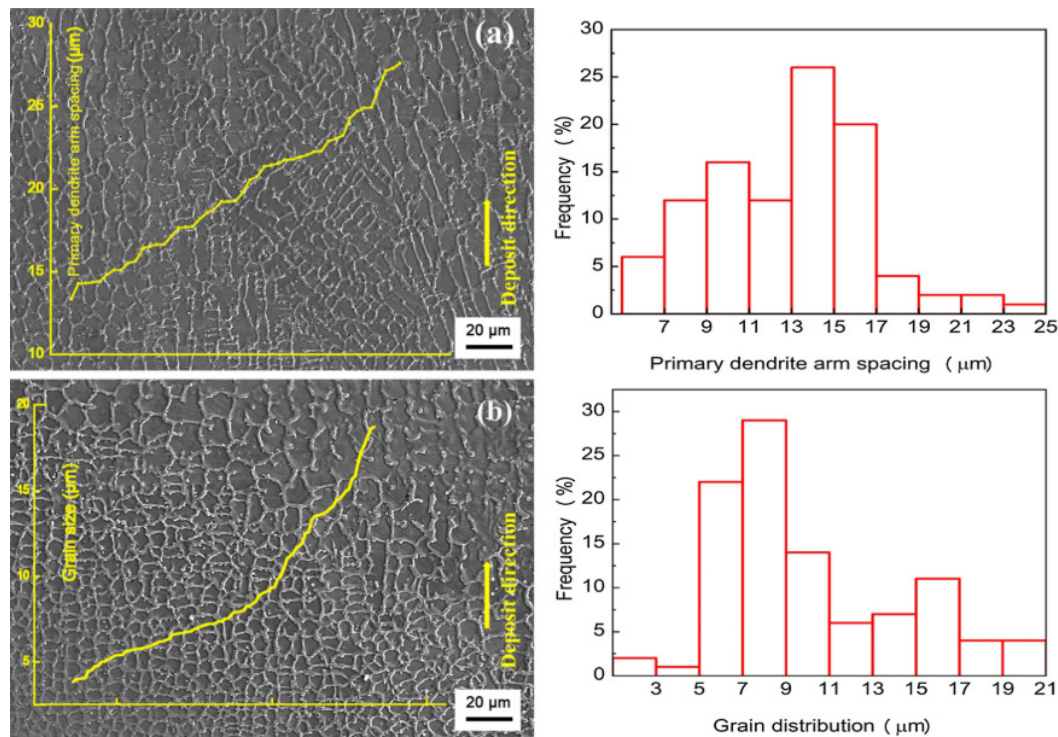 (a)
30
25
20
15
10
Primary dendrite arm spacing (μm)
Deposit direction
20 μm
30
25
20
15
10
5
0
Frequency (%)
7 9 11 13 15 17 19 21 23 25
Primary dendrite arm spacing (μm)
(b)
20
15
10
5
Grain size (μm)
Deposit direction
20 μm
30
25
20
15
10
5
0
Frequency (%)
3 5 7 9 11 13 15 17 19 21
Grain distribution (μm)